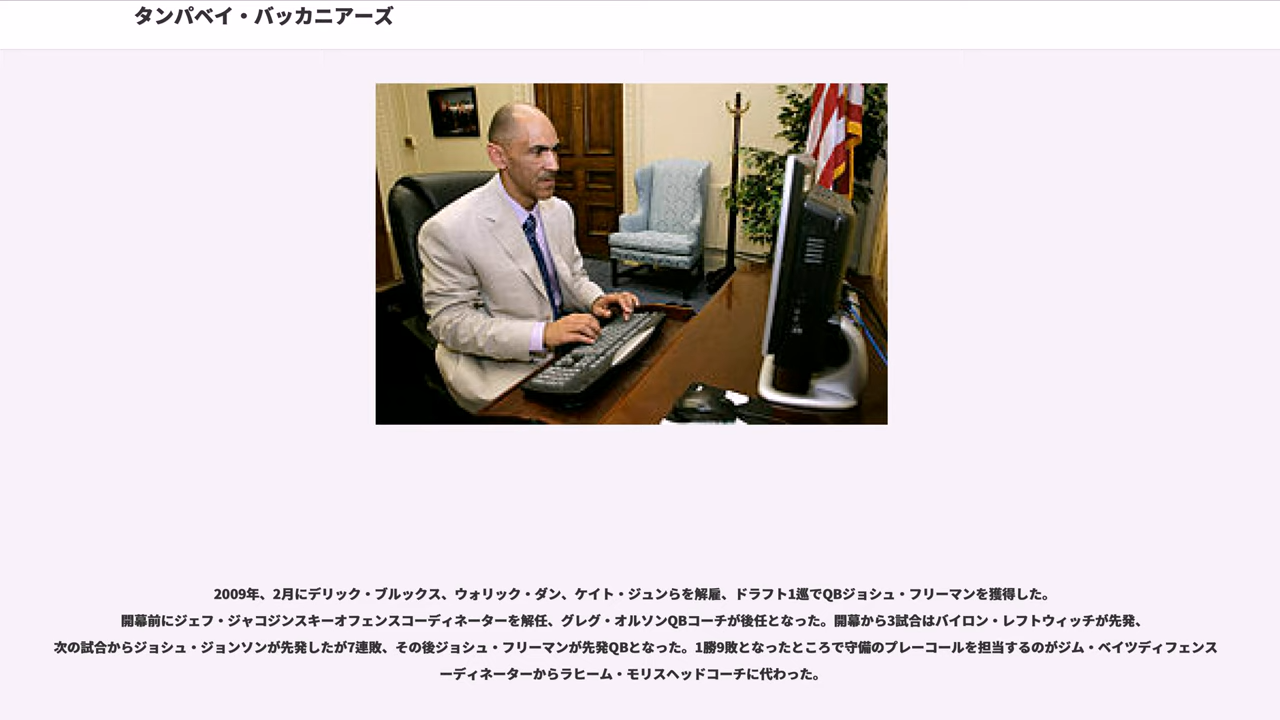 タンパベイ・バッカニアーズ
2009年、2月にデリック・ブルックス、ウォリック・ダン、ケイト・ジュンらを解雇、ドラフト1巡でQBジョシュ・フリーマンを獲得した。
開幕前にジェフ・ジャコジンスキーオフェンスコーディネーターを解任、グレグ・オルソンQBコーチが後任となった。開幕から3試合はバイロン・レフトウィッチが先発、
次の試合からジョシュ・ジョンソンが先発したが7連敗、その後ジョシュ・フリーマンが先発QBとなった。1勝9敗となったところで守備のプレーコールを担当するのがジム・ベイツディフェンス
ーディネーターからラヒーム・モリスヘッドコーチに代わった。